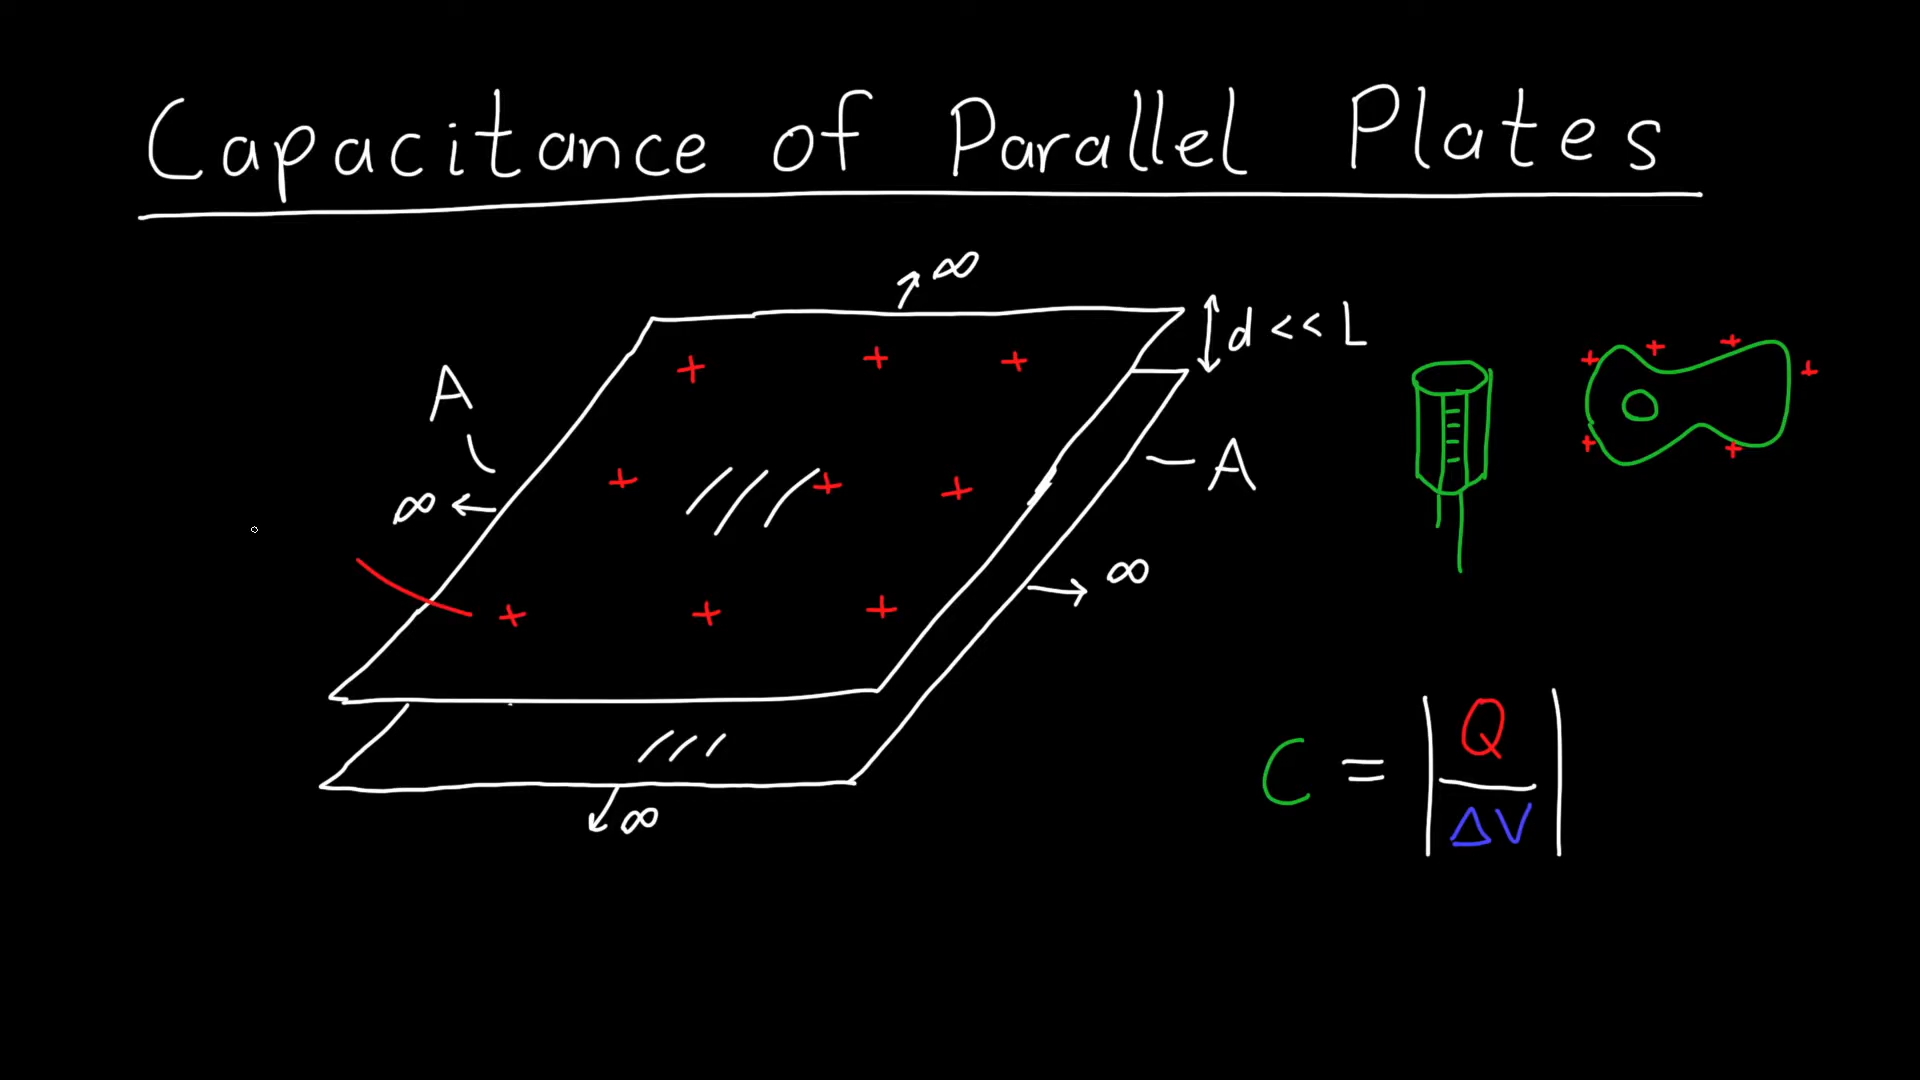 Capacitance of Parallel Plates
∞
d << L
+ + +
A
+ + + + + +
A
∞
+ + +
+ +
∞
+ + +
∞
C = | Q / ΔV |